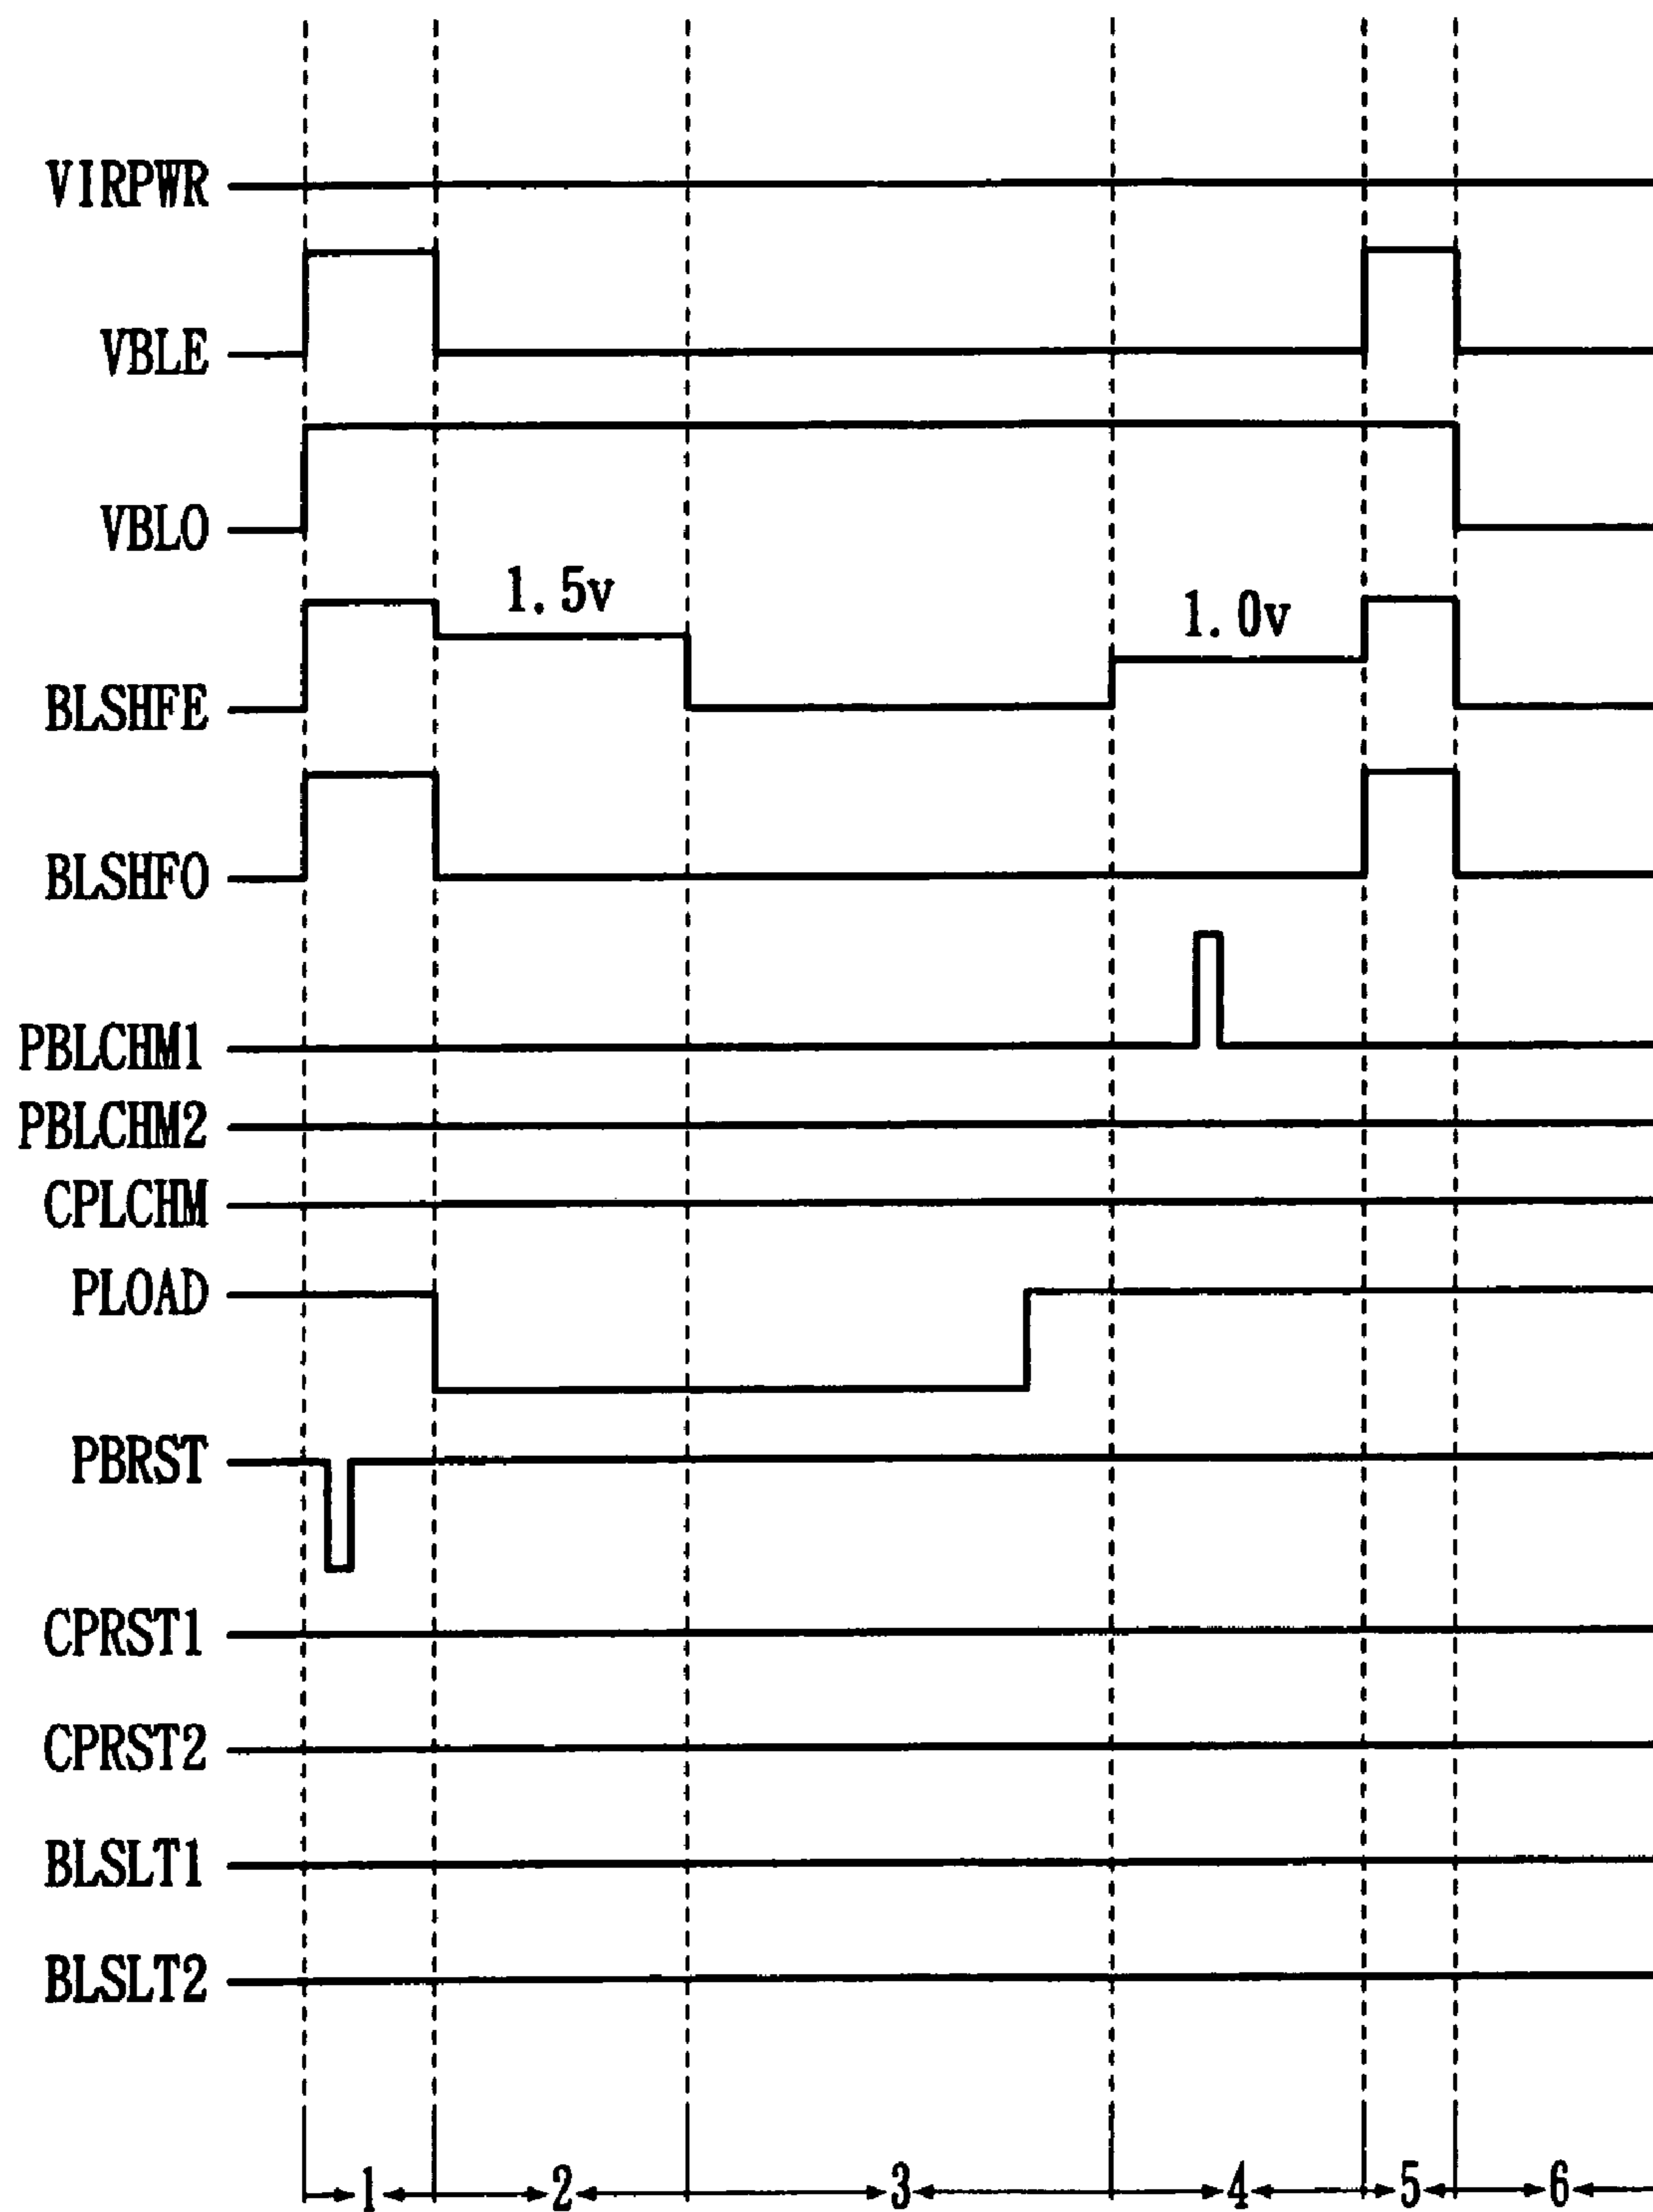 VIRPWR
VBLE
VBLO
1.5v
1.0v
BLSHFE
BLSHFO
PBLCHM1
PBLCHM2
CPLCHM
PLOAD
PBRST
CPRST1
CPRST2
BLSLT1
BLSLT2
1 2 3 4 5 6